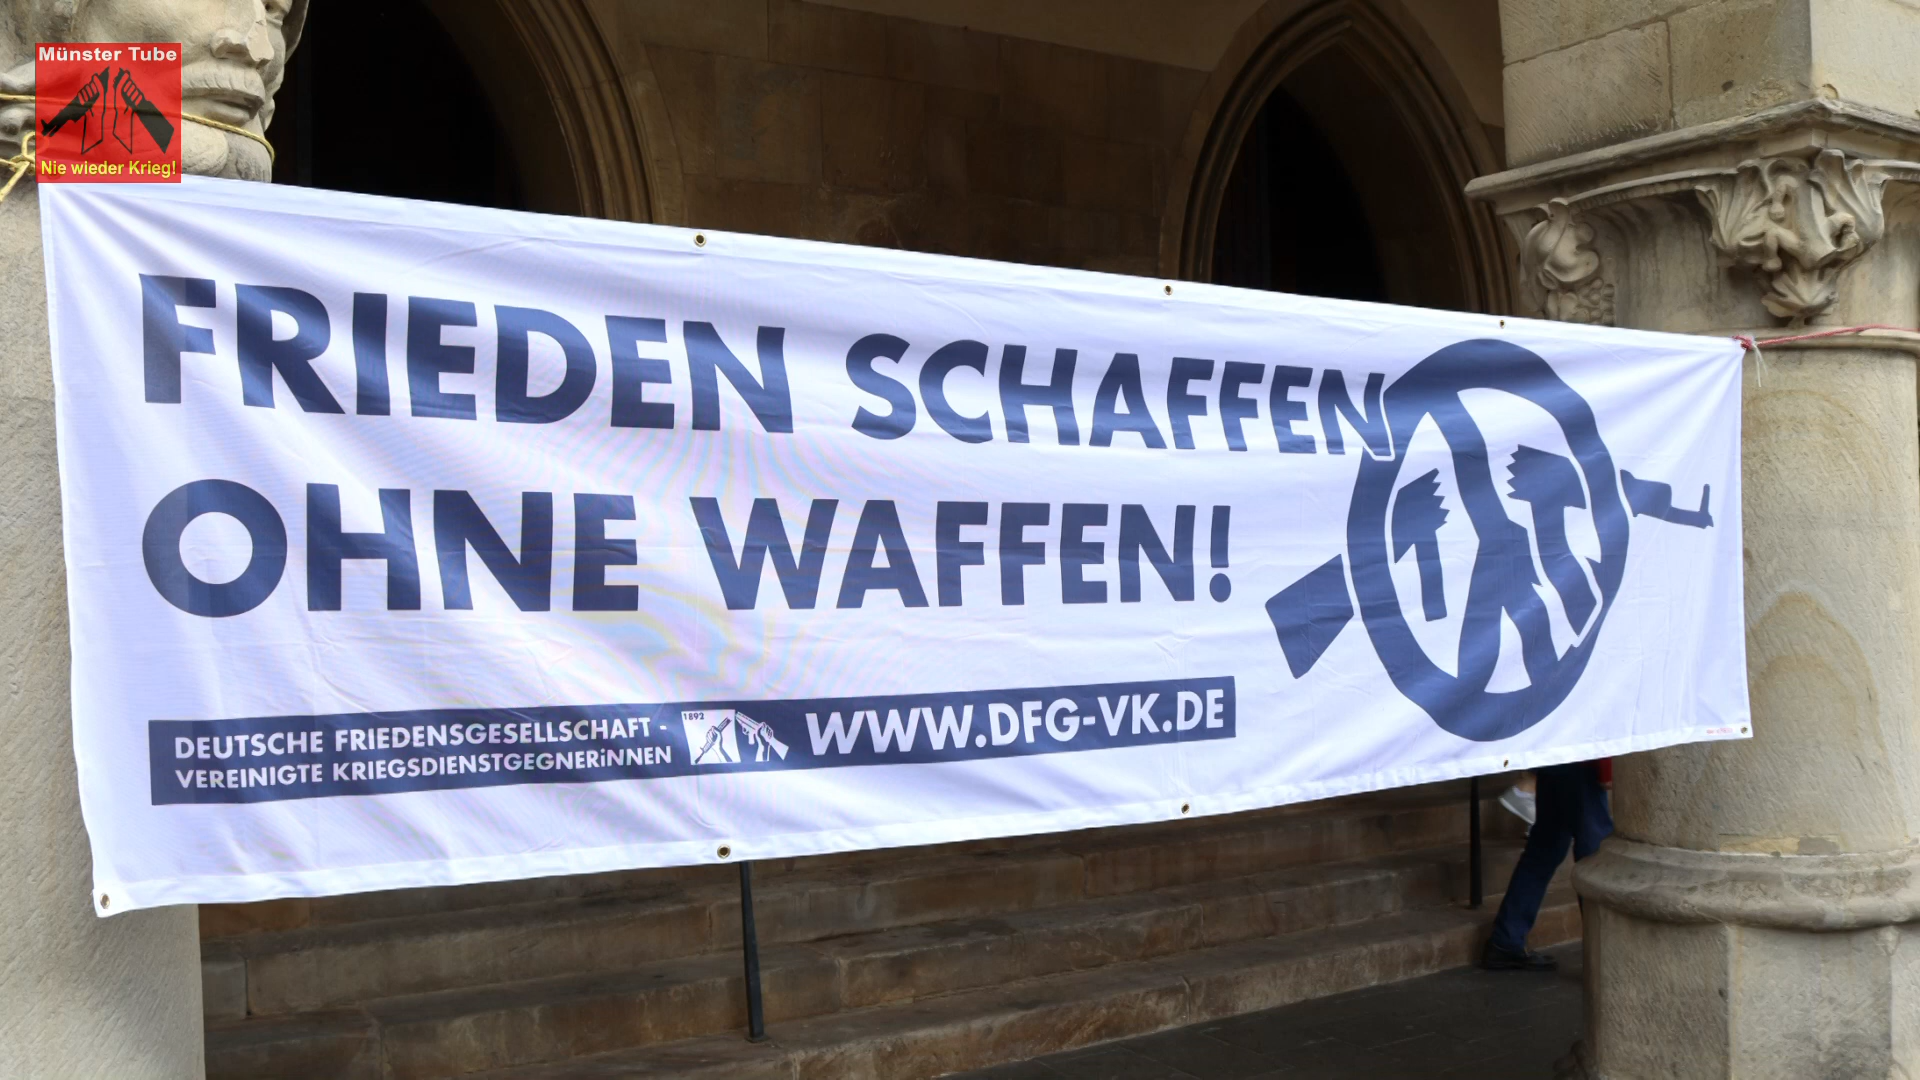 Münster Tube
Nie wieder Krieg!
FRIEDEN SCHAFFEN
OHNE WAFFEN!
DEUTSCHE FRIEDENSGESELLSCHAFT -
VEREINIGTE KRIEGSDIENSTGEGNERiNNEN
1892
WWW.DFG-VK.DE